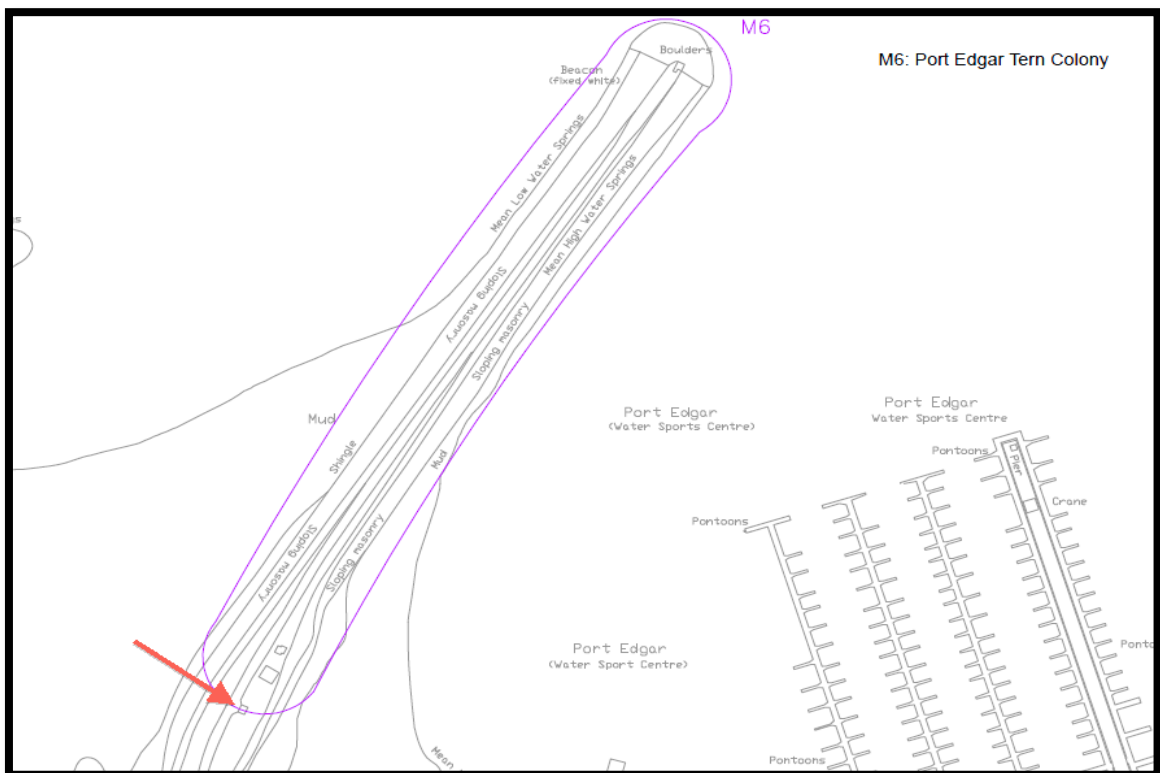 M6
M6: Port Edgar Tern Colony
Boulders
Beacon
(fixed white)
Mean Low Water Springs
Mean High Water Springs
Sloping
masonry
Sloping masonry
Port Edgar
(Water Sports Centre)
Port Edgar
Water Sports Centre
Mud
Shingle
Mud
Pontoons
Pier
Crane
Pontoons
Sloping
masonry
Sloping masonry
Port Edgar
(Water Sport Centre)
Ponto
Mean
Pontoons